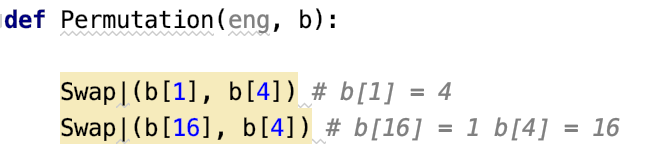 def Permutation(eng, b):
Swap|(b[1], b[4]) # b[1] = 4
Swap|(b[16], b[4]) # b[16] = 1 b[4] = 16